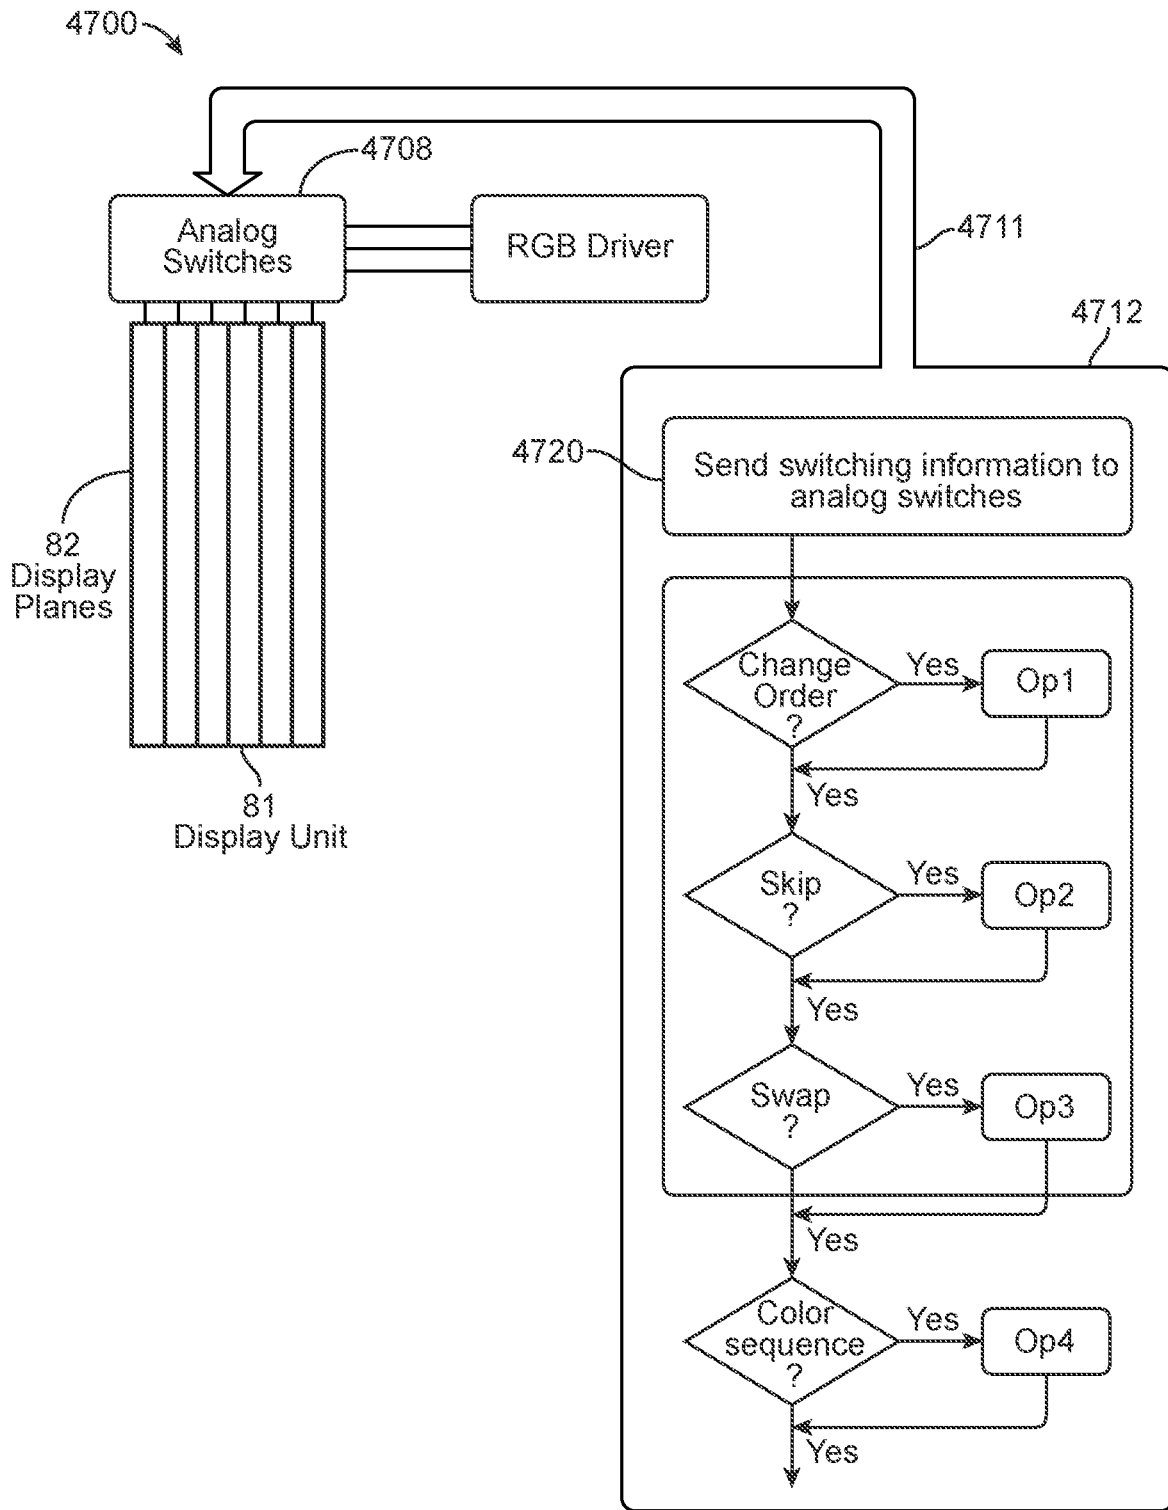 4700
4708
Analog
Switches
RGB Driver
4711
4712
4720
Send switching information to
analog switches
82
Display
Planes
81
Display Unit
Change
Order
?
Yes
Op1
Yes
Skip
?
Yes
Op2
Yes
Swap
?
Yes
Op3
Yes
Color
sequence
?
Yes
Op4
Yes